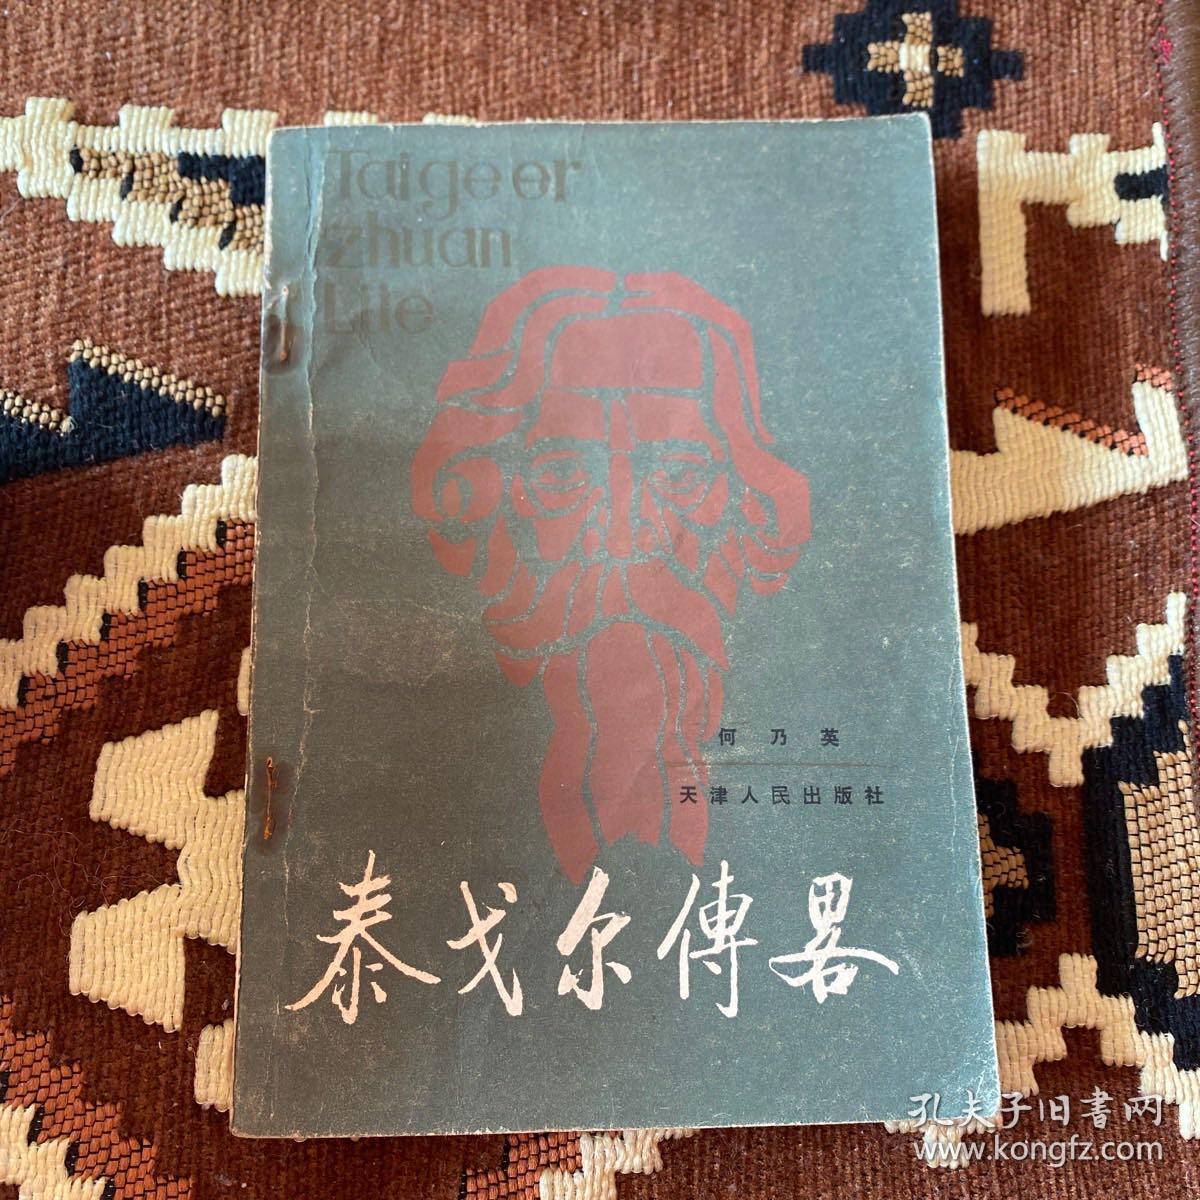 Taigeer
zhuan
Lüe
何乃英
天津人民出版社
泰戈尔傳畧
孔夫子旧書网
www.kongfz.com